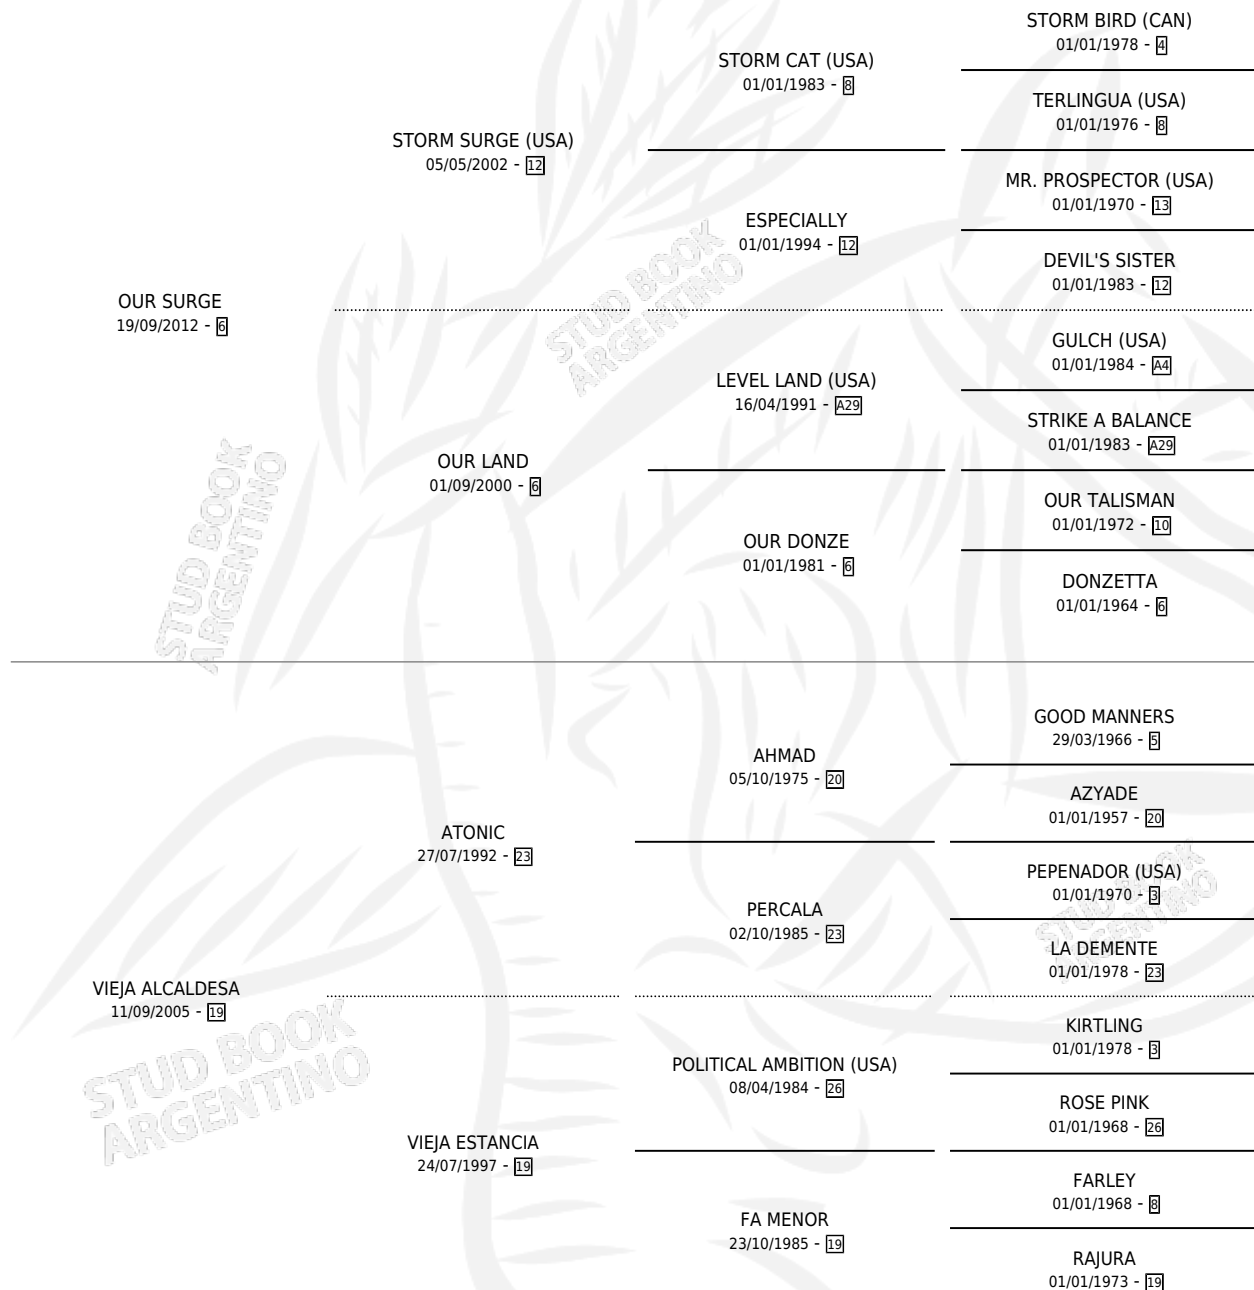 STORM BIRD (CAN)
01/01/1978 - 4
STORM CAT (USA)
01/01/1983 - 8
TERLINGUA (USA)
01/01/1976 - 8
STORM SURGE (USA)
05/05/2002 - 12
MR. PROSPECTOR (USA)
01/01/1970 - 13
ESPECIALLY
01/01/1994 - 12
DEVIL'S SISTER
01/01/1983 - 12
OUR SURGE
19/09/2012 - 6
GULCH (USA)
01/01/1984 - A4
LEVEL LAND (USA)
16/04/1991 - A29
STRIKE A BALANCE
01/01/1983 - A29
OUR LAND
01/09/2000 - 6
OUR TALISMAN
01/01/1972 - 10
OUR DONZE
01/01/1981 - 6
DONZETTA
01/01/1964 - 6
GOOD MANNERS
29/03/1966 - 5
AHMAD
05/10/1975 - 20
AZYADE
01/01/1957 - 20
ATONIC
27/07/1992 - 23
PEPENADOR (USA)
01/01/1970 - 3
PERCALA
02/10/1985 - 23
LA DEMENTE
01/01/1978 - 23
VIEJA ALCALDESA
11/09/2005 - 19
KIRTLING
01/01/1978 - 3
POLITICAL AMBITION (USA)
08/04/1984 - 26
ROSE PINK
01/01/1968 - 26
VIEJA ESTANCIA
24/07/1997 - 19
FARLEY
01/01/1968 - 8
FA MENOR
23/10/1985 - 19
RAJURA
01/01/1973 - 19
STUD BOOK
ARGENTINO
STUD BOOK
ARGENTINO
STUD BOOK
ARGENTINO
STUD BOOK
ARGENTINO